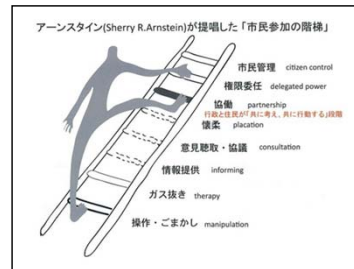 アーンスタイン(Sherry R.Arnstein)が提唱した「市民参加の階梯」
市民管理 citizen control
権限委任 delegated power
協働 partnership
行政と住民が「共に考え、共に行動する」段階
懐柔 placation
意見聴取・協議 consultation
情報提供 informing
ガス抜き therapy
操作・ごまかし manipulation